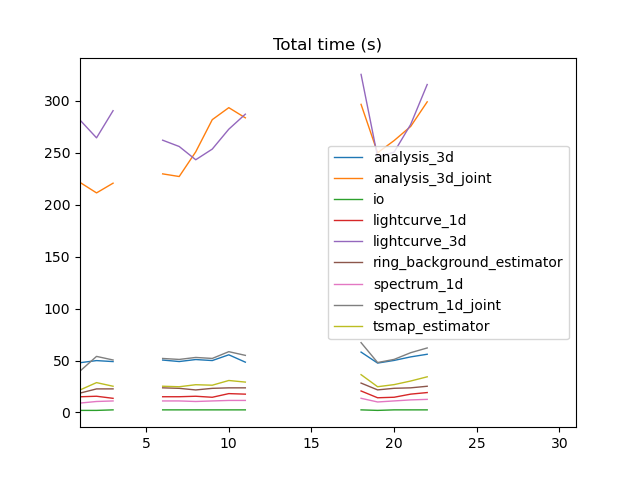 Total time (s)
300
250
200
150
100
50
0
analysis_3d
analysis_3d_joint
io
lightcurve_1d
lightcurve_3d
ring_background_estimator
spectrum_1d
spectrum_1d_joint
tsmap_estimator
5 10 15 20 25 30